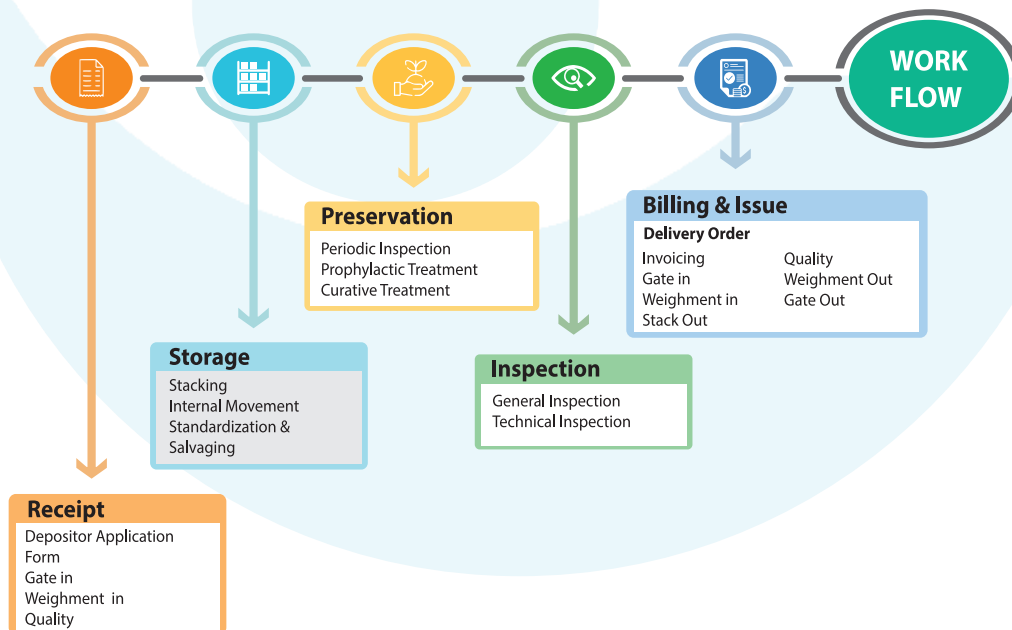 WORK
FLOW
Preservation
Periodic Inspection
Prophylactic Treatment
Curative Treatment
Billing & Issue
Delivery Order
Invoicing
Gate in
Weighment in
Stack Out
Quality
Weighment Out
Gate Out
Storage
Stacking
Internal Movement
Standardization &
Salvaging
Inspection
General Inspection
Technical Inspection
Receipt
Depositor Application
Form
Gate in
Weighment in
Quality